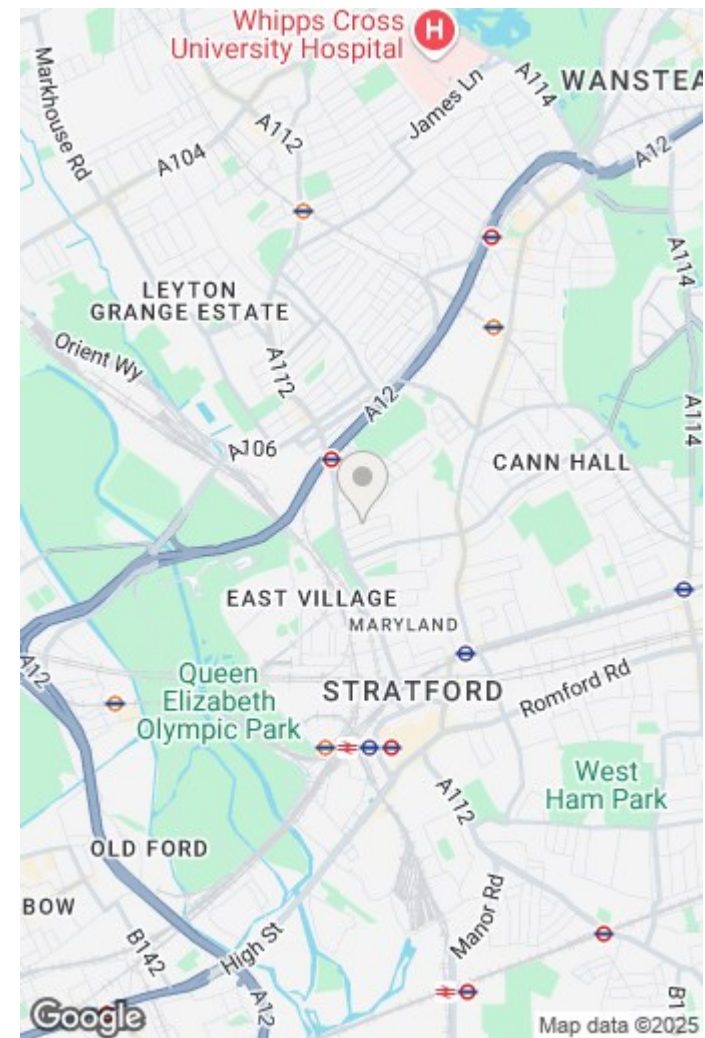 Whipps Cross
University Hospital
H
WANSTEA
Markhouse Rd
A112
James Ln
A114
A104
A12
A114
LEYTON
GRANGE ESTATE
Orient Wy
A112
A12
A114
A106
CANN HALL
EAST VILLAGE
MARYLAND
A12
Queen
Elizabeth
Olympic Park
STRATFORD
Romford Rd
West
Ham Park
A112
OLD FORD
BOW
B142
High St
Manor Rd
A12
B1
Google
Map data ©2025